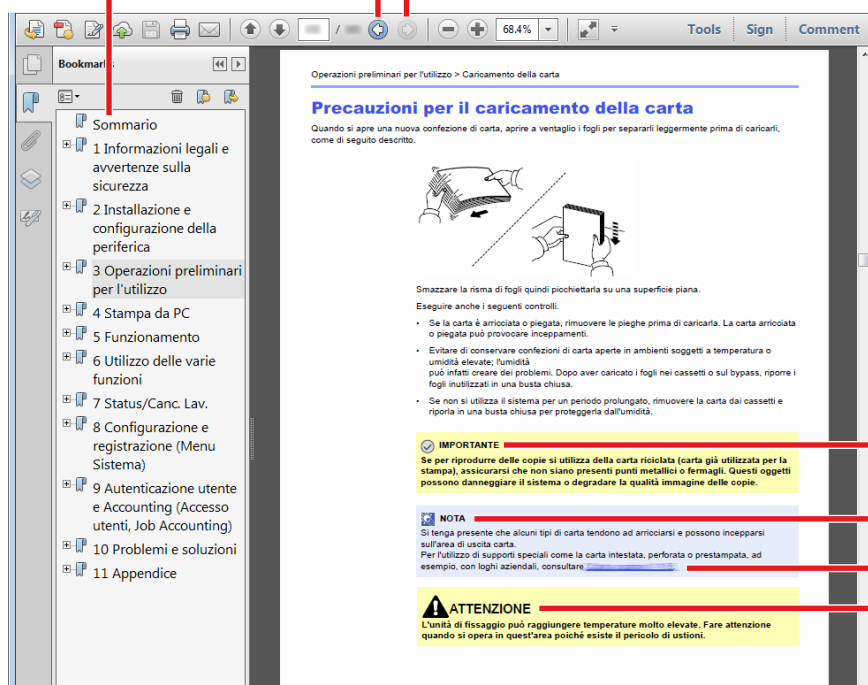 /
68.4%
Tools
Sign
Comment
Bookmarks
Sommario
1 Informazioni legali e
avvertenze sulla
sicurezza
2 Installazione e
configurazione della
periferica
3 Operazioni preliminari
per l'utilizzo
4 Stampa da PC
5 Funzionamento
6 Utilizzo delle varie
funzioni
7 Status/Canc. Lav.
8 Configurazione e
registrazione (Menu
Sistema)
9 Autenticazione utente
e Accounting (Accesso
utenti, Job Accounting)
10 Problemi e soluzioni
11 Appendice
Operazioni preliminari per l'utilizzo > Caricamento della carta
Precauzioni per il caricamento della carta
Quando si apre una nuova confezione di carta, aprire a ventaglio i fogli per separarli leggermente prima di caricarli,
come di seguito descritto.
Smazzare la risma di fogli quindi picchiettarla su una superficie piana.
Eseguire anche i seguenti controlli.
• Se la carta è arricciata o piegata, rimuovere le pieghe prima di caricarla. La carta arricciata
o piegata può provocare inceppamenti.
• Evitare di conservare confezioni di carta aperte in ambienti soggetti a temperatura o
umidità elevate; l'umidità
può infatti creare dei problemi. Dopo aver caricato i fogli nei cassetti o sul bypass, riporre i
fogli inutilizzati in una busta chiusa.
• Se non si utilizza il sistema per un periodo prolungato, rimuovere la carta dai cassetti e
riporla in una busta chiusa per proteggerla dall'umidità.
IMPORTANTE
Se per riprodurre delle copie si utilizza della carta riciclata (carta già utilizzata per la
stampa), assicurarsi che non siano presenti punti metallici o fermagli. Questi oggetti
possono danneggiare il sistema o degradare la qualità immagine delle copie.
NOTA
Si tenga presente che alcuni tipi di carta tendono ad arricciarsi e possono incepparsi
sull'area di uscita carta.
Per l'utilizzo di supporti speciali come la carta intestata, perforata o prestampata, ad
esempio, con loghi aziendali, consultare
ATTENZIONE
L'unità di fissaggio può raggiungere temperature molto elevate. Fare attenzione
quando si opera in quest'area poiché esiste il pericolo di ustioni.